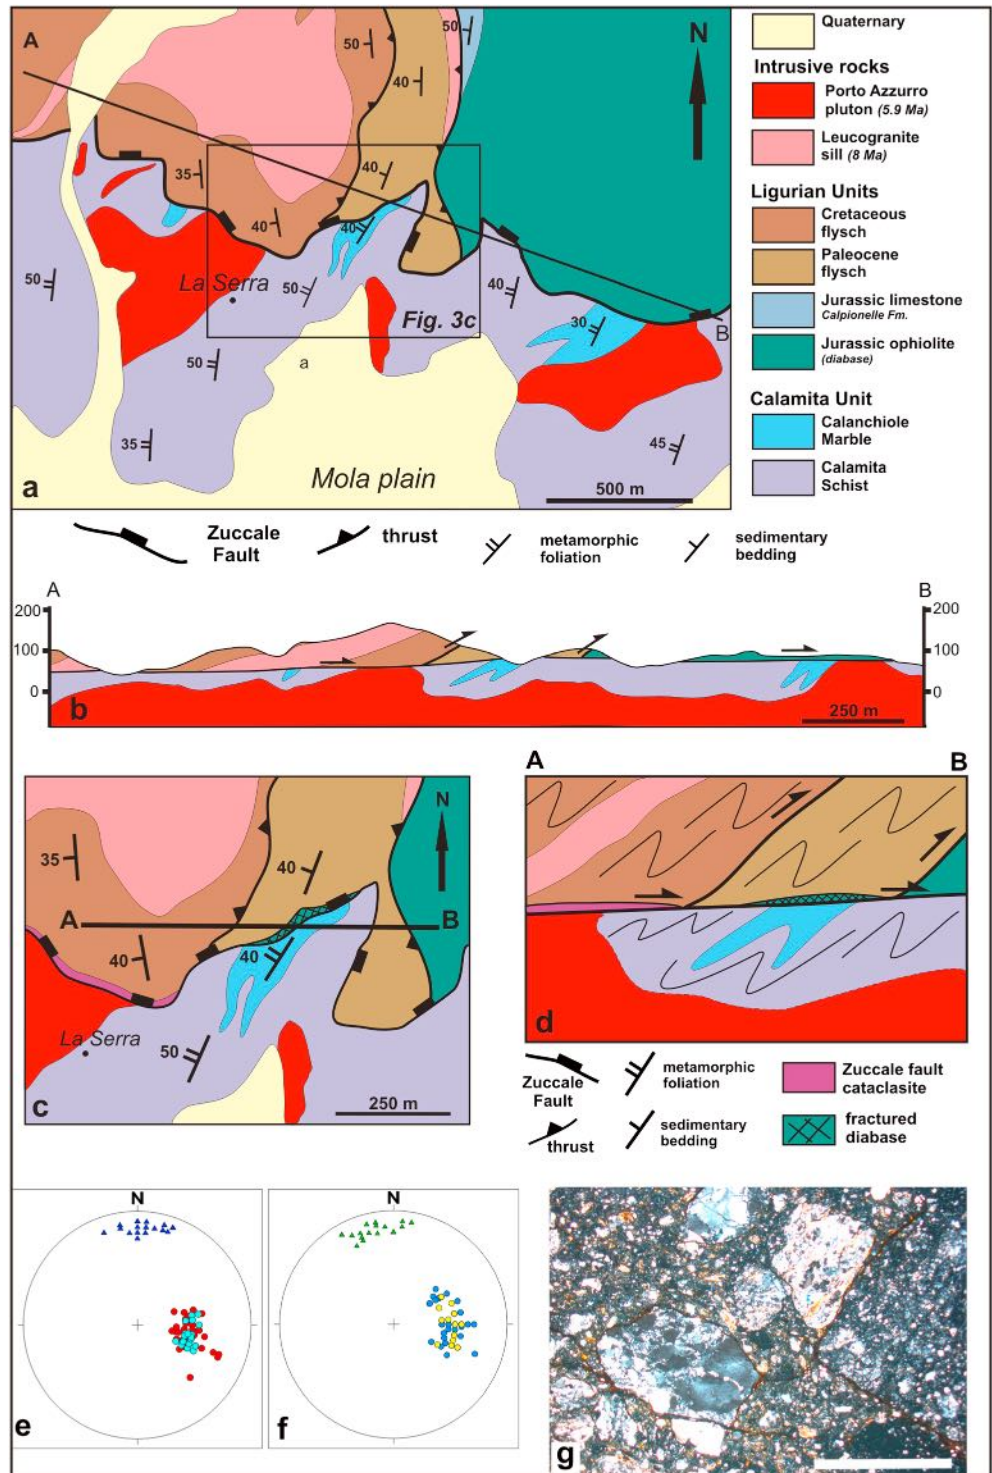 A
50
50
40
N
35
40
40
40
50
La Serra
50
50
Fig. 3c
a
40
30
B
50
35
45
Mola plain
500 m
a
Quaternary
Intrusive rocks
Porto Azzurro
pluton (5.9 Ma)
Leucogranite
sill (8 Ma)
Ligurian Units
Cretaceous
flysch
Paleocene
flysch
Jurassic limestone
Calpionelle Fm.
Jurassic ophiolite
(diabase)
Calamita Unit
Calanchiole
Marble
Calamita
Schist
Zuccale
Fault
thrust
metamorphic
foliation
sedimentary
bedding
A
B
200
100
0
200
100
0
b
250 m
N
35
40
A
B
40
40
La Serra
50
c
250 m
A
B
d
Zuccale
Fault
metamorphic
foliation
Zuccale fault
cataclasite
thrust
sedimentary
bedding
fractured
diabase
N
e
N
f
g